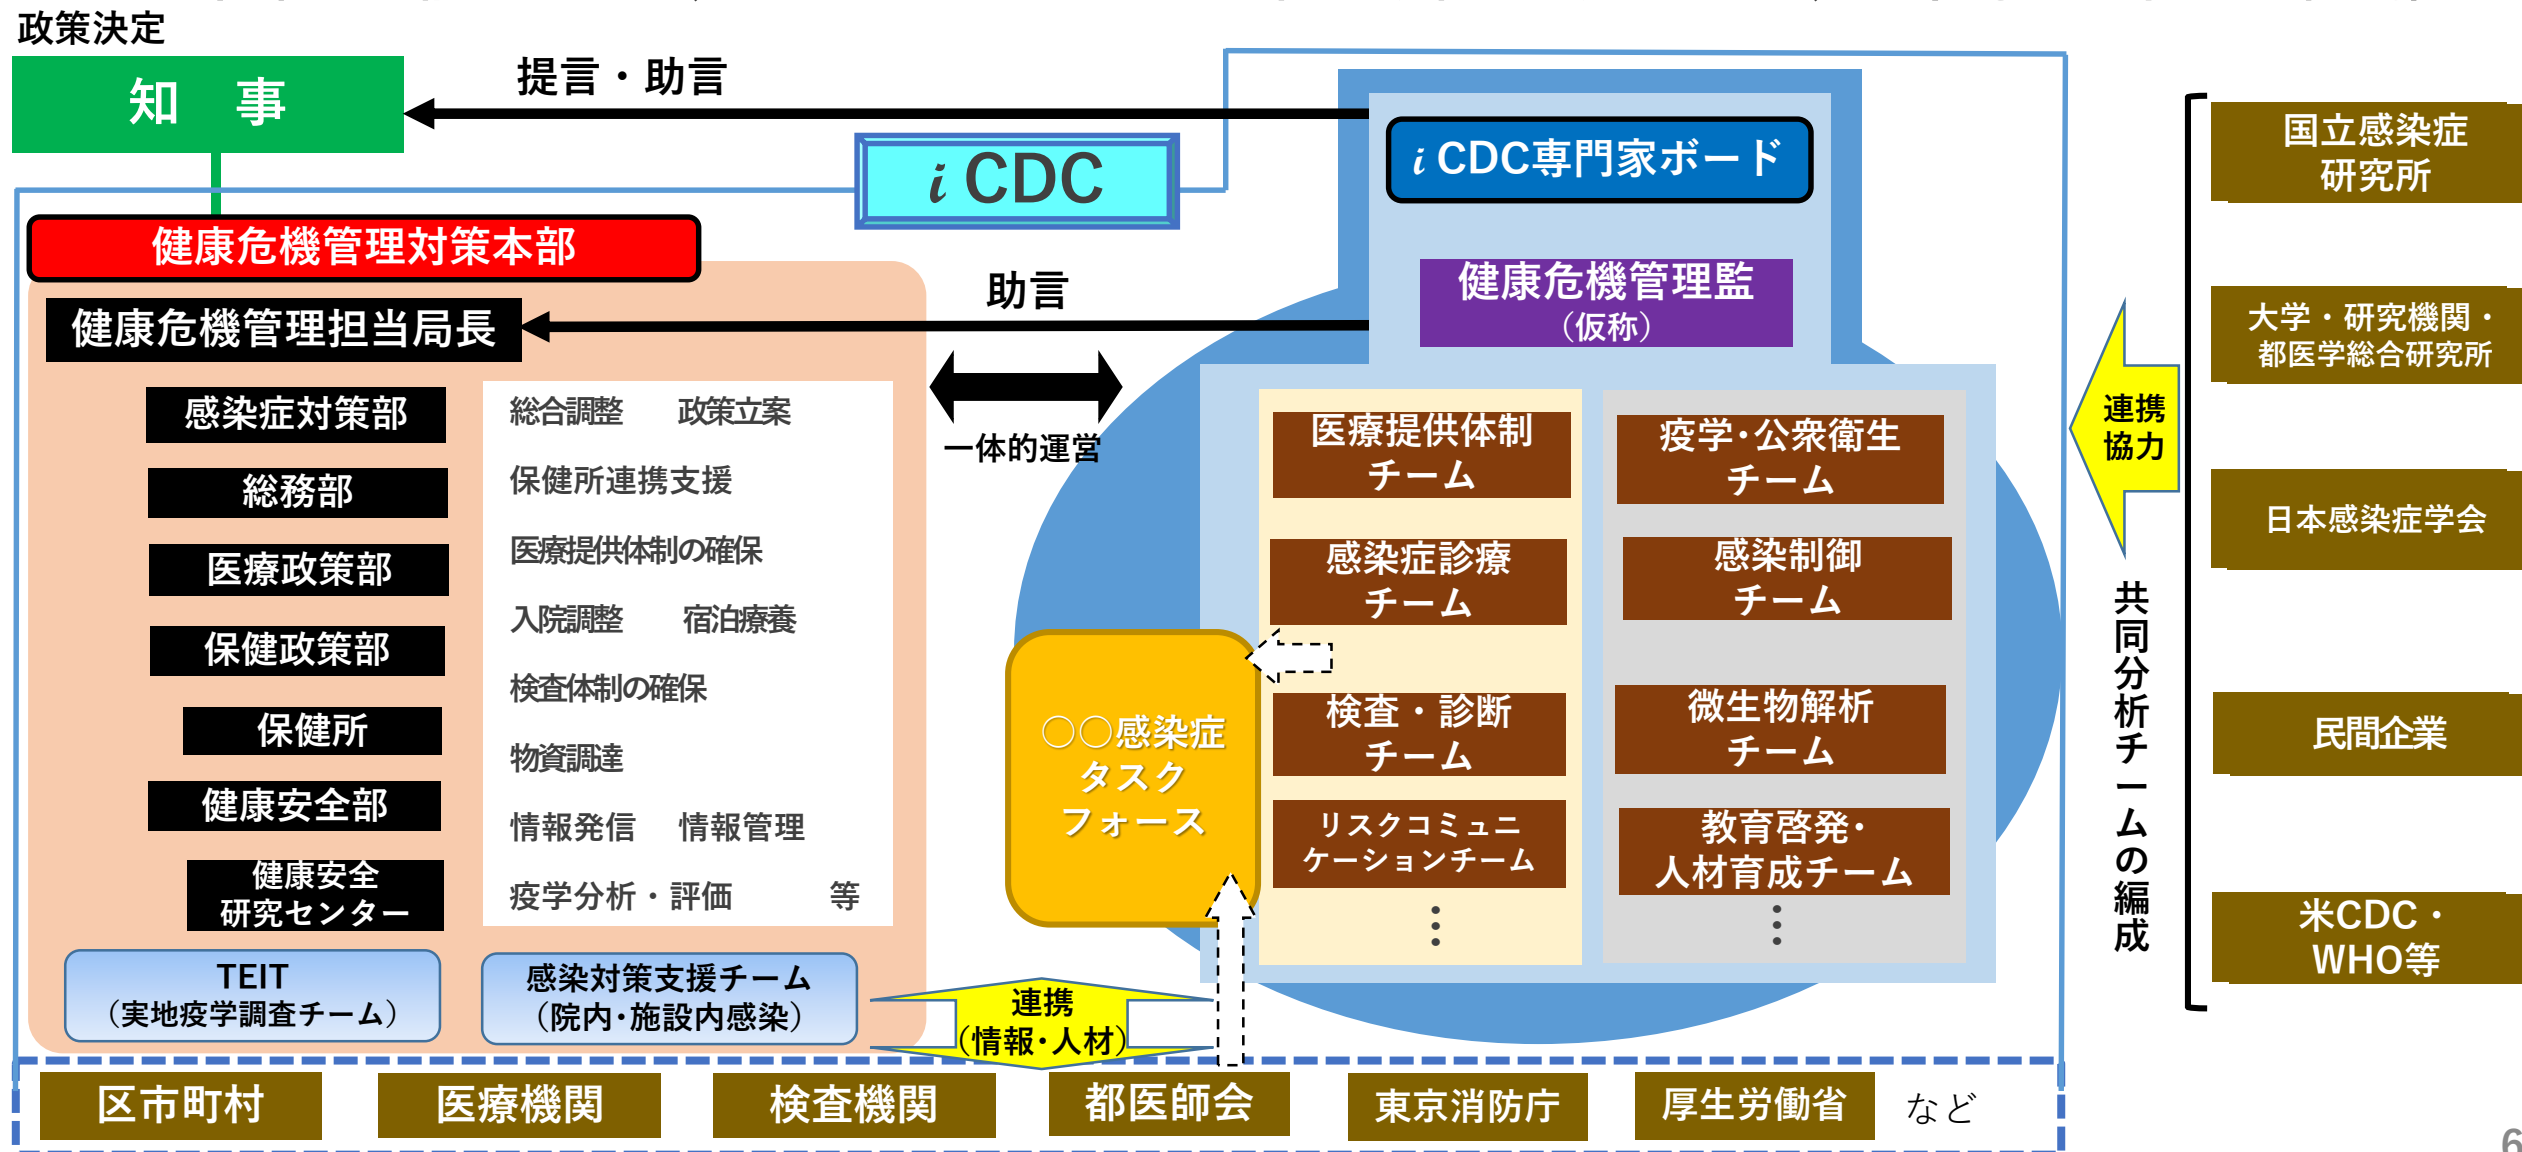 政策決定
知　事
提言・助言
i CDC
i CDC専門家ボード
健康危機管理対策本部
健康危機管理監
（仮称）
助言
健康危機管理担当局長
一体的運営
感染症対策部
総務部
医療政策部
保健政策部
保健所
健康安全部
健康安全
研究センター
総合調整　政策立案
保健所連携支援
医療提供体制の確保
入院調整　宿泊療養
検査体制の確保
物資調達
情報発信　情報管理
疫学分析・評価　等
TEIT
（実地疫学調査チーム）
感染対策支援チーム
（院内・施設内感染）
連携
（情報・人材）
〇〇感染症
タスク
フォース
医療提供体制
チーム
感染症診療
チーム
検査・診断
チーム
リスクコミュニ
ケーションチーム
⋮
疫学・公衆衛生
チーム
感染制御
チーム
微生物解析
チーム
教育啓発・
人材育成チーム
⋮
連携
協力
共同分析チームの編成
国立感染症
研究所
大学・研究機関・
都医学総合研究所
日本感染症学会
民間企業
米CDC・
WHO等
区市町村
医療機関
検査機関
都医師会
東京消防庁
厚生労働省
など
6